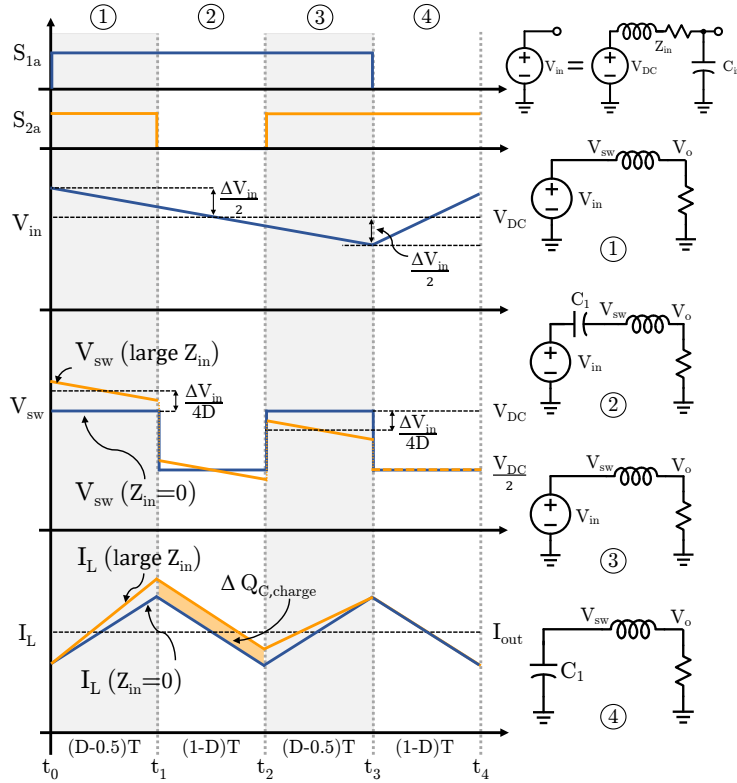 ① ② ③ ④
S1a
S2a
Vin
ΔVin/2
ΔVin/2
VDC
Vsw (large Zin)
Vsw
ΔVin/4D
ΔVin/4D
VDC
VDC/2
Vsw (Zin=0)
IL (large Zin)
Δ QC,charge
IL
Iout
IL (Zin=0)
(D-0.5)T (1-D)T (D-0.5)T (1-D)T
t0 t1 t2 t3 t4
Vin = VDC Zin
Vsw Vo
Vin
①
C1 Vsw Vo
Vin
②
Vsw Vo
Vin
③
Vsw Vo
C1
④